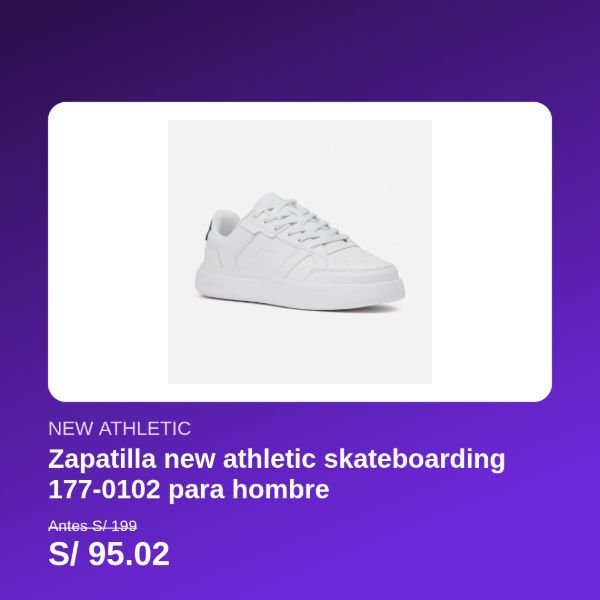 NEW ATHLETIC
Zapatilla new athletic skateboarding
177-0102 para hombre
Antes S/ 199
S/ 95.02